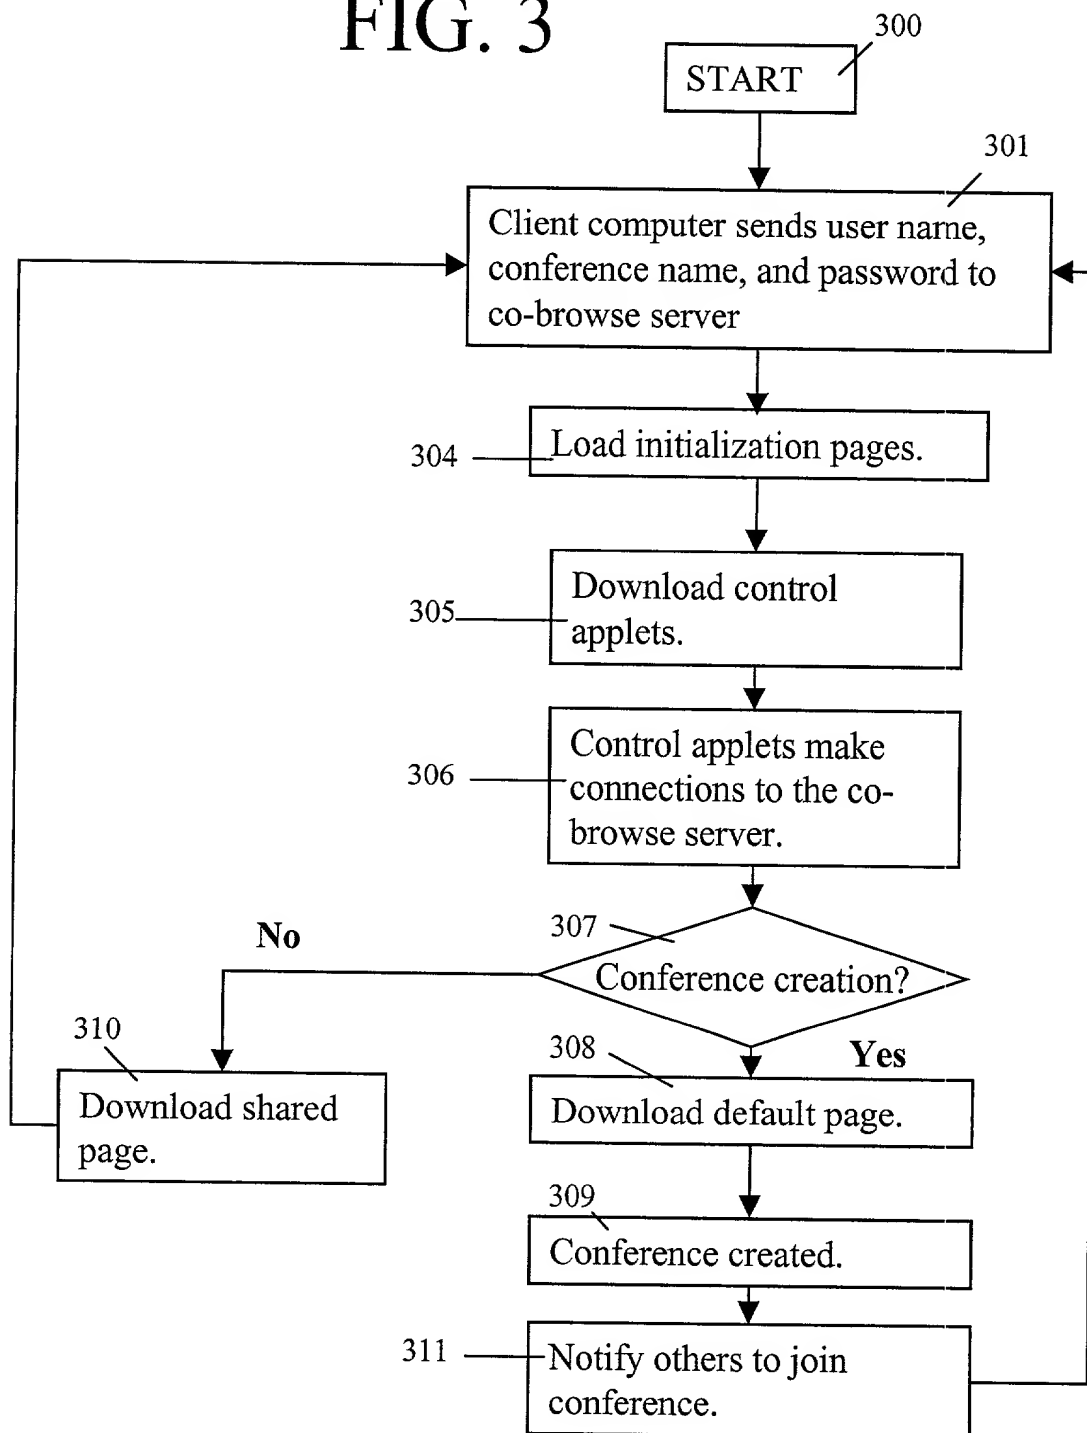 FIG. 3
300
START
301
Client computer sends user name,
conference name, and password to
co-browse server
304
Load initialization pages.
305
Download control
applets.
306
Control applets make
connections to the co-
browse server.
307
No
Conference creation?
310
308
Yes
Download shared
page.
Download default page.
309
Conference created.
311
Notify others to join
conference.